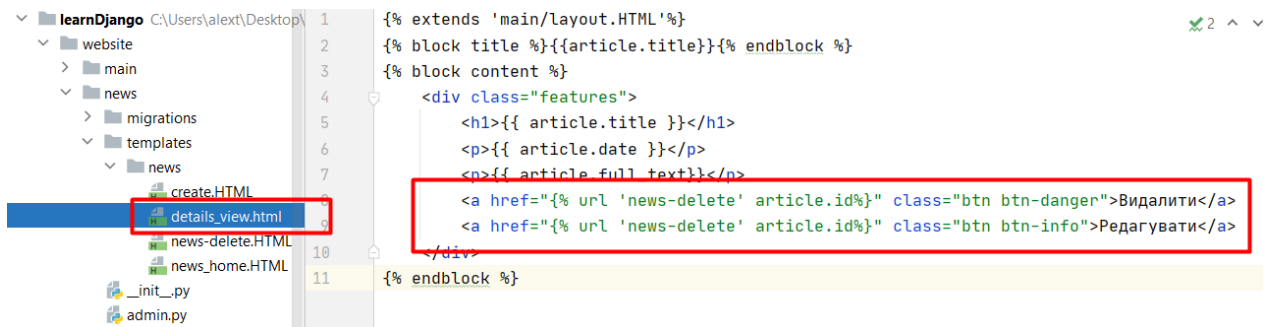 learnDjango C:\Users\alext\Desktop\
website
main
news
migrations
templates
news
create.HTML
details_view.html
news-delete.HTML
news_home.HTML
__init__.py
admin.py
2
1 {% extends 'main/layout.HTML'%}
2 {% block title %}{{article.title}}{% endblock %}
3 {% block content %}
4 <div class="features">
5 <h1>{{ article.title }}</h1>
6 <p>{{ article.date }}</p>
7 <p>{{ article.full_text}}</p>
8 <a href="{% url 'news-delete' article.id%}" class="btn btn-danger">Видалити</a>
9 <a href="{% url 'news-delete' article.id%}" class="btn btn-info">Редагувати</a>
10 </div>
11 {% endblock %}